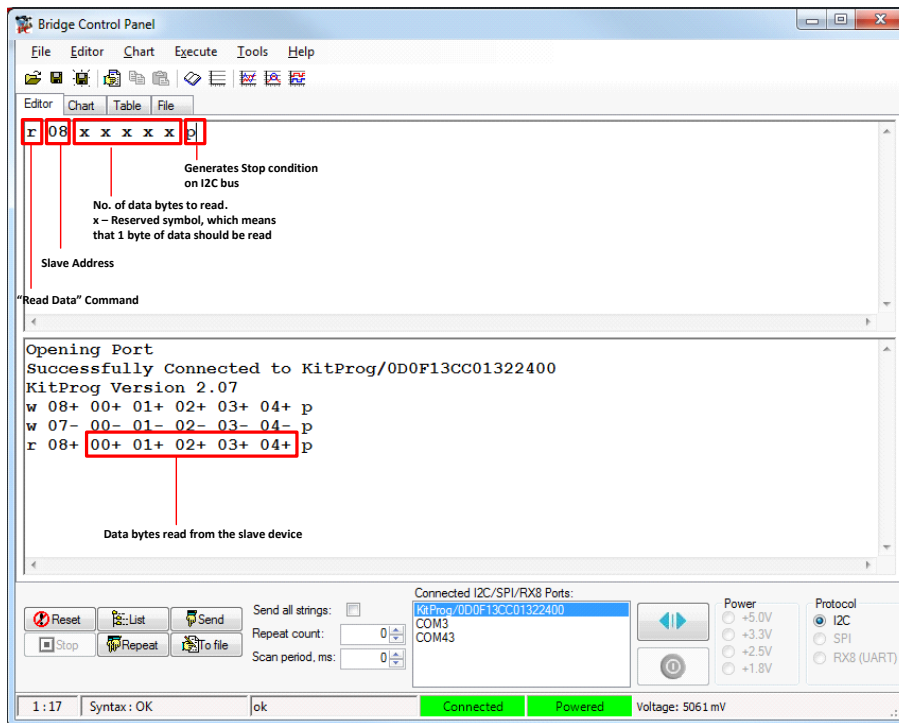 Bridge Control Panel
File Editor Chart Execute Tools Help
Editor Chart Table File
r 08 x x x x x p
Generates Stop condition
on I2C bus
No. of data bytes to read.
x – Reserved symbol, which means
that 1 byte of data should be read
Slave Address
“Read Data” Command
Opening Port
Successfully Connected to KitProg/0D0F13CC01322400
KitProg Version 2.07
w 08+ 00+ 01+ 02+ 03+ 04+ p
w 07- 00- 01- 02- 03- 04- p
r 08+ 00+ 01+ 02+ 03+ 04+ p
Data bytes read from the slave device
Connected I2C/SPI/RX8 Ports:
Reset List Send Send all strings: KitProg/0D0F13CC01322400 Power Protocol
COM3 +5.0V I2C
Stop Repeat To file Repeat count: 0 COM43 +3.3V SPI
Scan period, ms: 0 +2.5V RX8 (UART)
+1.8V
1 : 17 Syntax : OK ok Connected Powered Voltage: 5061 mV